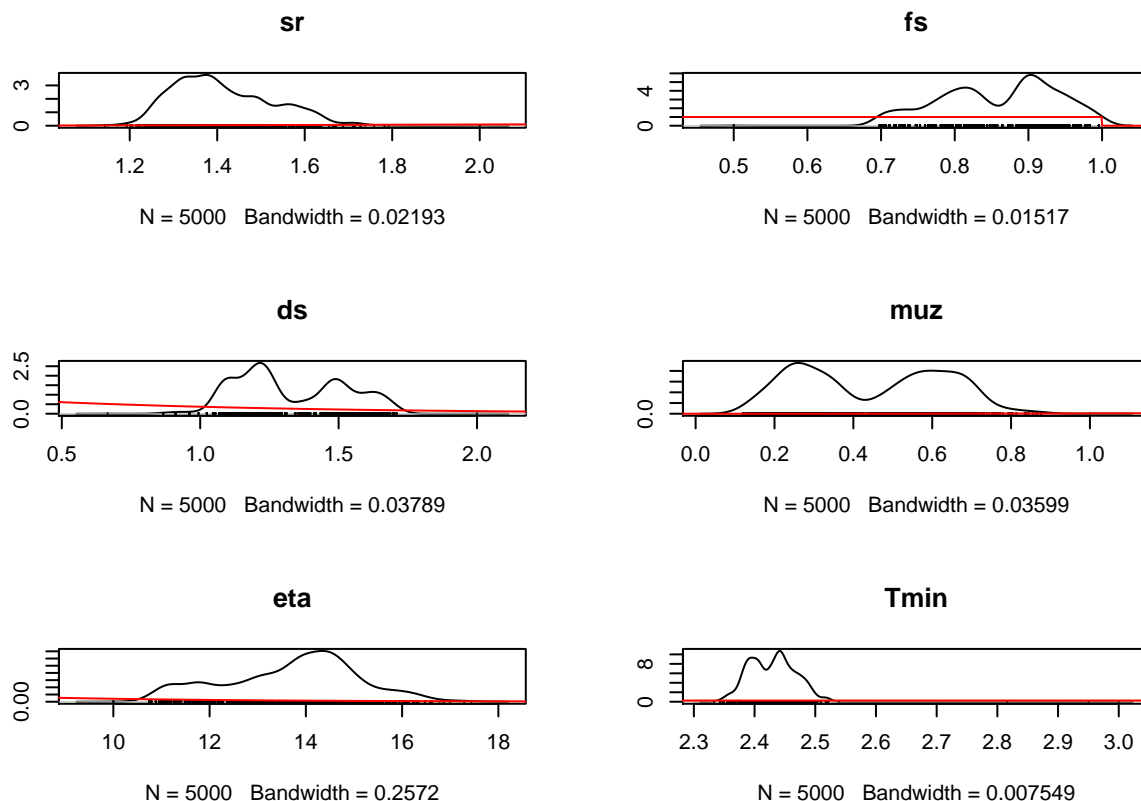 sr
3
0
1.2 1.4 1.6 1.8 2.0
N = 5000 Bandwidth = 0.02193
fs
4
0
0.5 0.6 0.7 0.8 0.9 1.0
N = 5000 Bandwidth = 0.01517
ds
2.5
0.0
0.5 1.0 1.5 2.0
N = 5000 Bandwidth = 0.03789
muz
0.0
0.0 0.2 0.4 0.6 0.8 1.0
N = 5000 Bandwidth = 0.03599
eta
0.00
10 12 14 16 18
N = 5000 Bandwidth = 0.2572
Tmin
8
0
2.3 2.4 2.5 2.6 2.7 2.8 2.9 3.0
N = 5000 Bandwidth = 0.007549